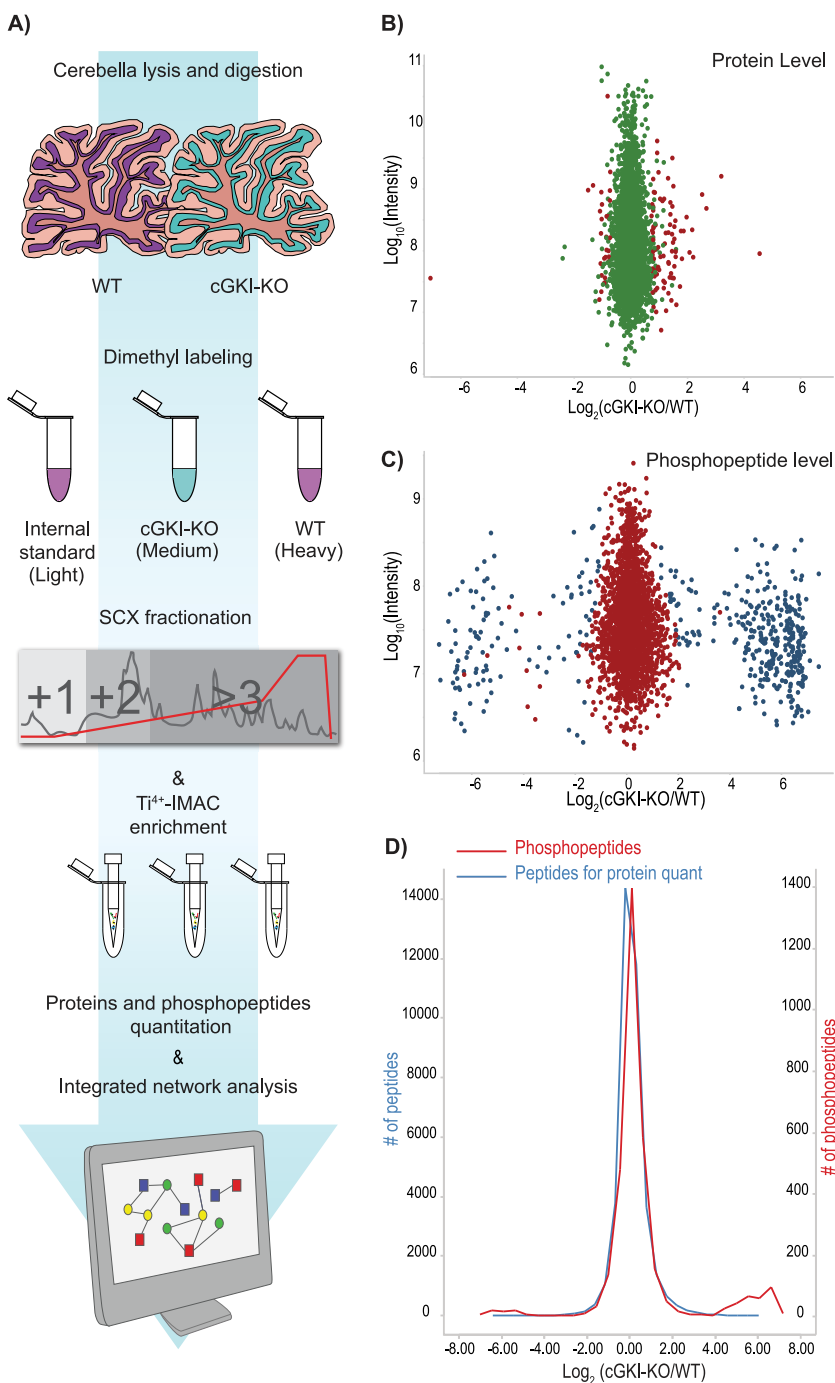 A)
Cerebella lysis and digestion
WT
cGKI-KO
Dimethyl labeling
Internal
standard
(Light)
cGKI-KO
(Medium)
WT
(Heavy)
SCX fractionation
+1
+2
>3
&
Ti⁴⁺-IMAC
enrichment
Proteins and phosphopeptides
quantitation
&
Integrated network analysis
B)
Protein Level
11
10
9
8
7
6
Log₁₀(Intensity)
-6
-4
-2
0
2
4
6
Log₂(cGKI-KO/WT)
C)
Phosphopeptide level
9
8
7
6
Log₁₀(Intensity)
-6
-4
-2
0
2
4
6
Log₂(cGKI-KO/WT)
D)
Phosphopeptides
Peptides for protein quant
14000
12000
10000
8000
6000
4000
2000
0
# of peptides
1400
1200
1000
800
600
400
200
0
# of phosphopeptides
-8.00
-6.00
-4.00
-2.00
0.00
2.00
4.00
6.00
8.00
Log₂ (cGKI-KO/WT)